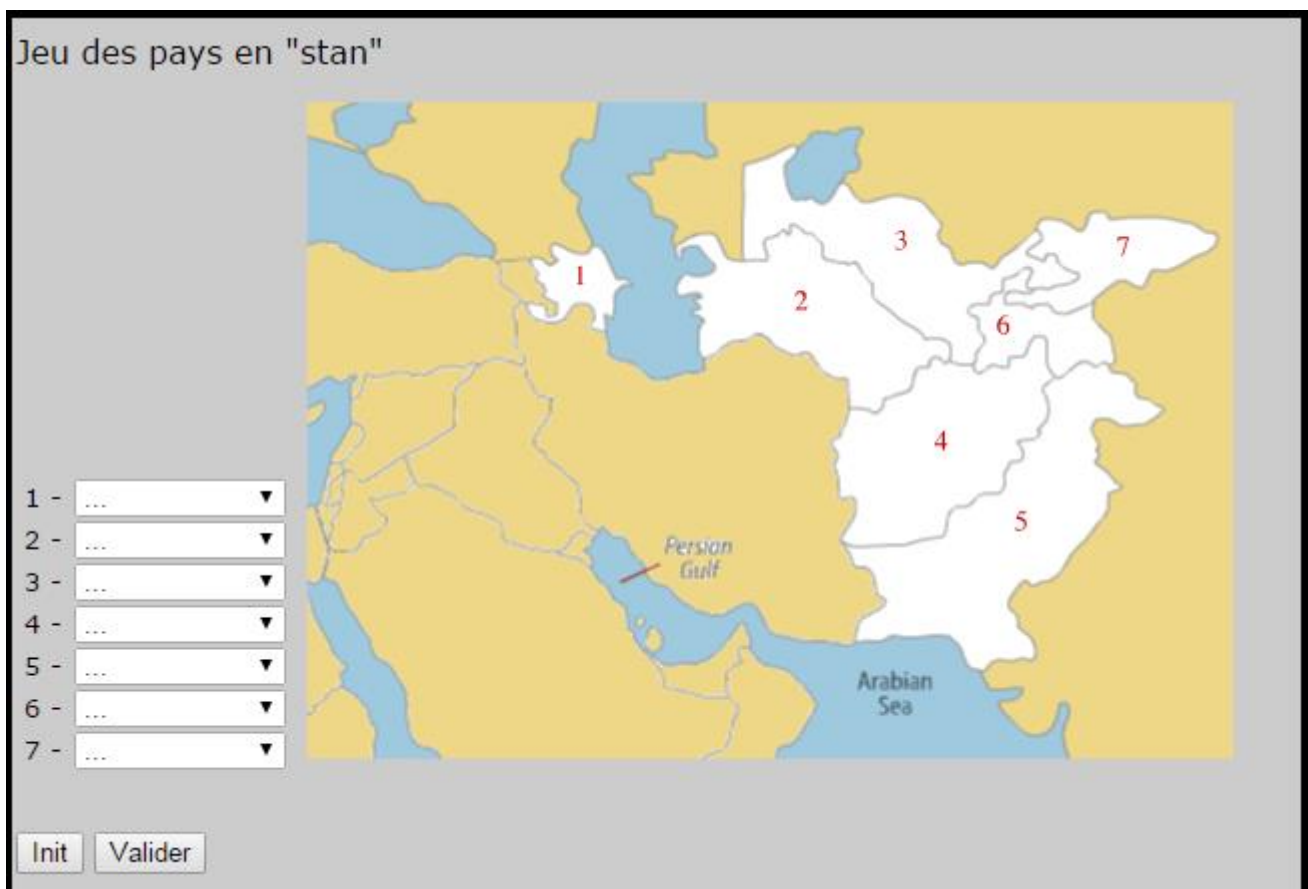 Jeu des pays en "stan"
1
2
3
4
5
6
7
Persian
Gulf
Arabian
Sea
1 - ...
2 - ...
3 - ...
4 - ...
5 - ...
6 - ...
7 - ...
Init Valider